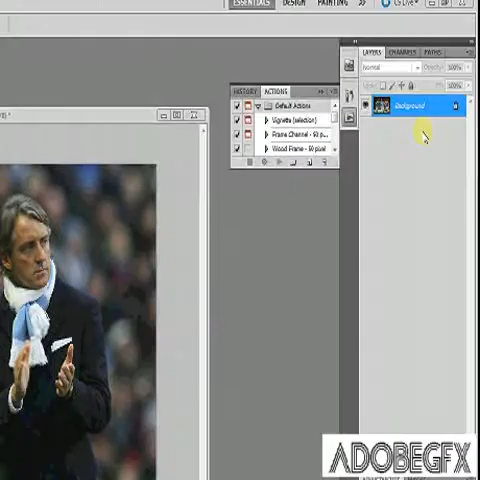 ESSENTIALS DESIGN PAINTING >> CS Live
LAYERS CHANNELS PATHS
Normal Opacity: 100%
100%
HISTORY ACTIONS
Default Actions
Vignette (selection)
Frame Channel - 50 p...
Wood Frame - 50 pixel
Background
ADOBEGFX